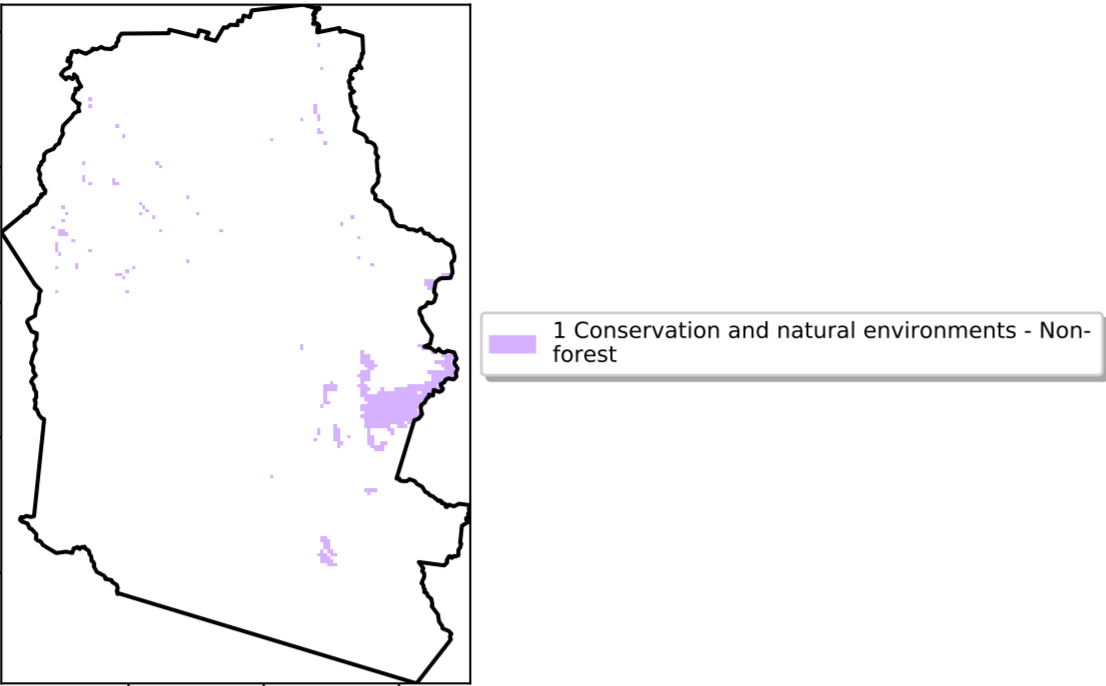 1 Conservation and natural environments - Non-
forest